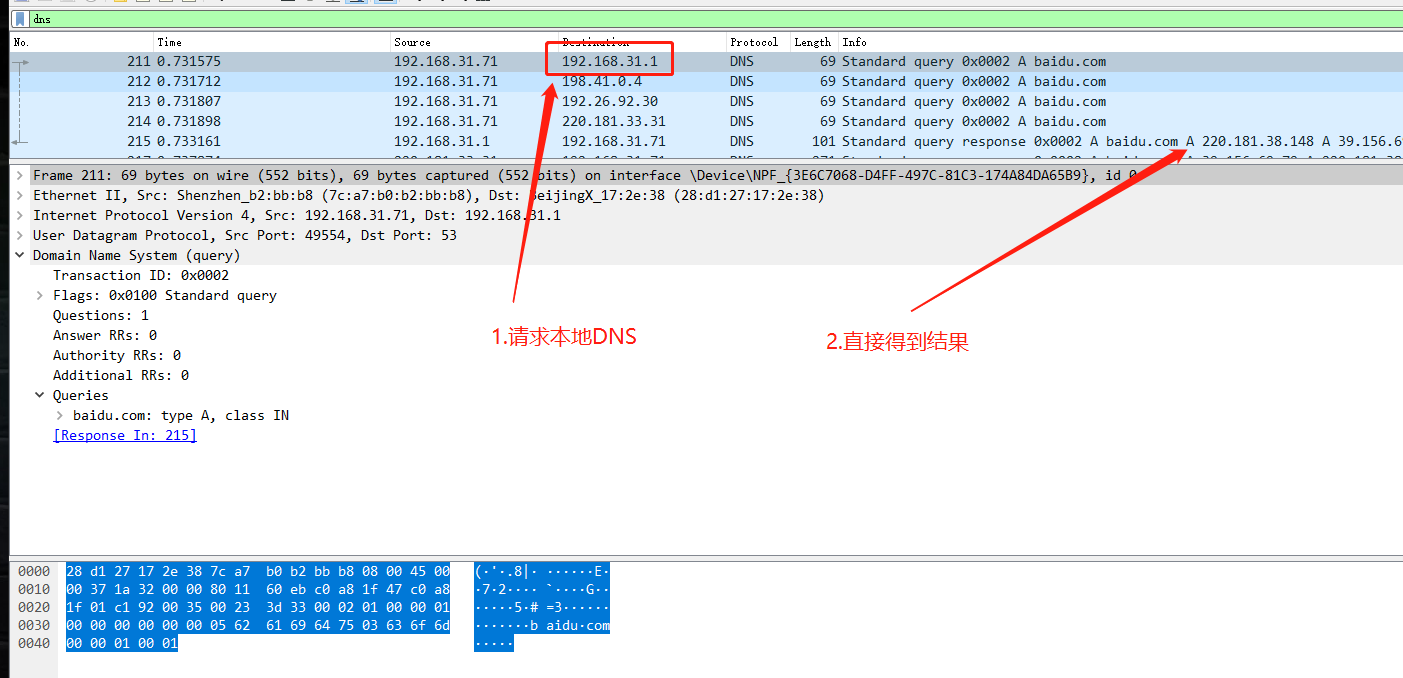 dns
No. Time Source Destination Protocol Length Info
211 0.731575 192.168.31.71 192.168.31.1 DNS 69 Standard query 0x0002 A baidu.com
212 0.731712 192.168.31.71 198.41.0.4 DNS 69 Standard query 0x0002 A baidu.com
213 0.731807 192.168.31.71 192.26.92.30 DNS 69 Standard query 0x0002 A baidu.com
214 0.731898 192.168.31.71 220.181.33.31 DNS 69 Standard query 0x0002 A baidu.com
215 0.733161 192.168.31.1 192.168.31.71 DNS 101 Standard query response 0x0002 A baidu.com A 220.181.38.148 A 39.156.6
Frame 211: 69 bytes on wire (552 bits), 69 bytes captured (552 bits) on interface \Device\NPF_{3E6C7068-D4FF-497C-81C3-174A84DA65B9}, id 0
Ethernet II, Src: Shenzhen_b2:bb:b8 (7c:a7:b0:b2:bb:b8), Dst: BeijingX_17:2e:38 (28:d1:27:17:2e:38)
Internet Protocol Version 4, Src: 192.168.31.71, Dst: 192.168.31.1
User Datagram Protocol, Src Port: 49554, Dst Port: 53
Domain Name System (query)
Transaction ID: 0x0002
Flags: 0x0100 Standard query
Questions: 1
1.请求本地DNS
2.直接得到结果
Answer RRs: 0
Authority RRs: 0
Additional RRs: 0
Queries
baidu.com: type A, class IN
[Response In: 215]
0000 28 d1 27 17 2e 38 7c a7 b0 b2 bb b8 08 00 45 00 (·'·.8|· ······E·
0010 00 37 1a 32 00 00 80 11 60 eb c0 a8 1f 47 c0 a8 ·7·2···· `····G··
0020 1f 01 c1 92 00 35 00 23 3d 33 00 02 01 00 00 01 ·····5·# =3······
0030 00 00 00 00 00 00 05 62 61 69 64 75 03 63 6f 6d ·······b aidu·com
0040 00 00 01 00 01 ·····